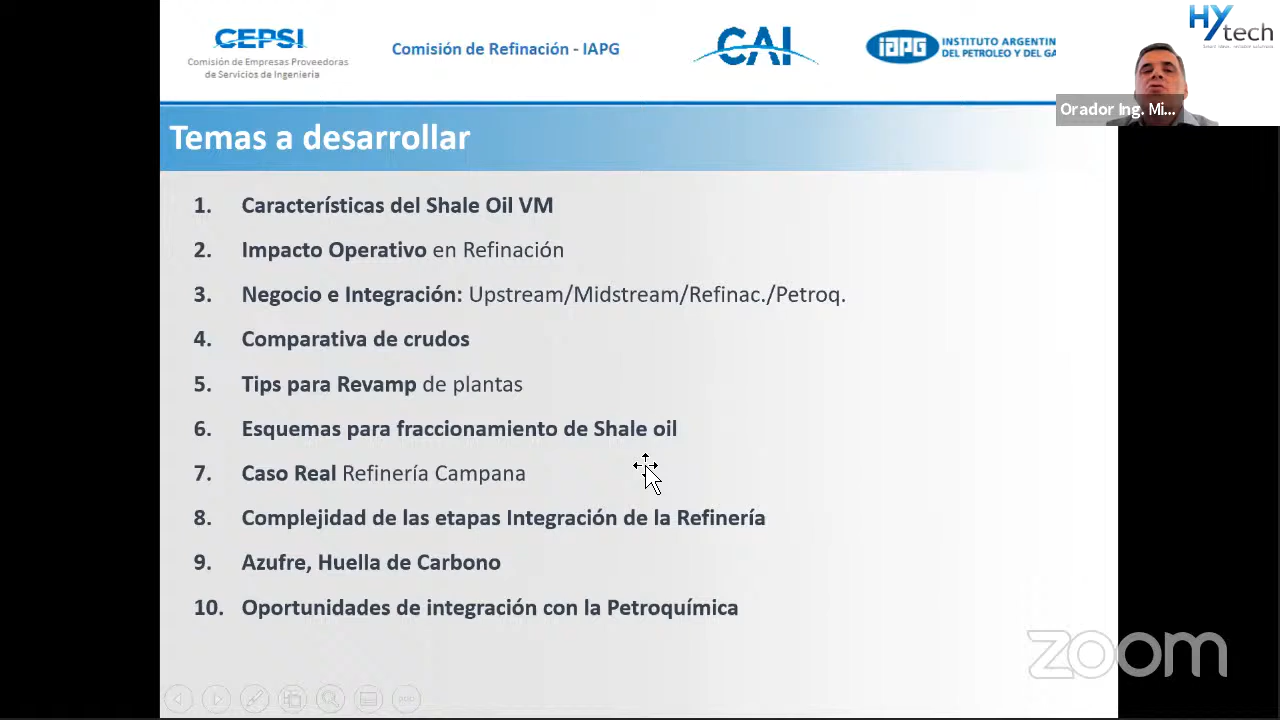 CEPSI
Comisión de Empresas Proveedoras
de Servicios de Ingeniería
Comisión de Refinación - IAPG
CAI
iAPG
INSTITUTO ARGENTIN
DEL PETROLEO Y DEL GA
HYtech
Orador Ing. Mi...
Temas a desarrollar
1. Características del Shale Oil VM
2. Impacto Operativo en Refinación
3. Negocio e Integración: Upstream/Midstream/Refinac./Petroq.
4. Comparativa de crudos
5. Tips para Revamp de plantas
6. Esquemas para fraccionamiento de Shale oil
7. Caso Real Refinería Campana
8. Complejidad de las etapas Integración de la Refinería
9. Azufre, Huella de Carbono
10. Oportunidades de integración con la Petroquímica
zoom